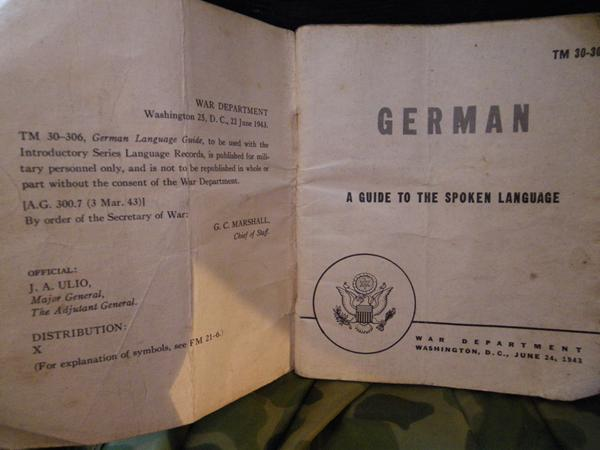 WAR DEPARTMENT
Washington 25, D. C., 22 June 1943.
TM 30–306, German Language Guide, to be used with the
Introductory Series Language Records, is published for mili-
tary personnel only, and is not to be republished in whole or
part without the consent of the War Department.
[A.G. 300.7 (3 Mar. 43)]
By order of the Secretary of War:
G. C. MARSHALL,
Chief of Staff.
OFFICIAL:
J. A. ULIO,
Major General,
The Adjutant General.
DISTRIBUTION:
X
(For explanation of symbols, see FM 21-6.)
TM 30-30
GERMAN
A GUIDE TO THE SPOKEN LANGUAGE
WAR DEPARTMENT
WASHINGTON, D.C., JUNE 24, 1943